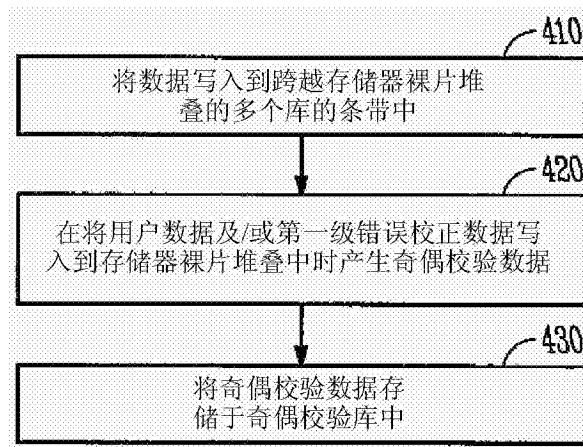 410
将数据写入到跨越存储器裸片堆
叠的多个库的条带中
420
在将用户数据及/或第一级错误校正数据写
入到存储器裸片堆叠中时产生奇偶校验数据
430
将奇偶校验数据存
储于奇偶校验库中